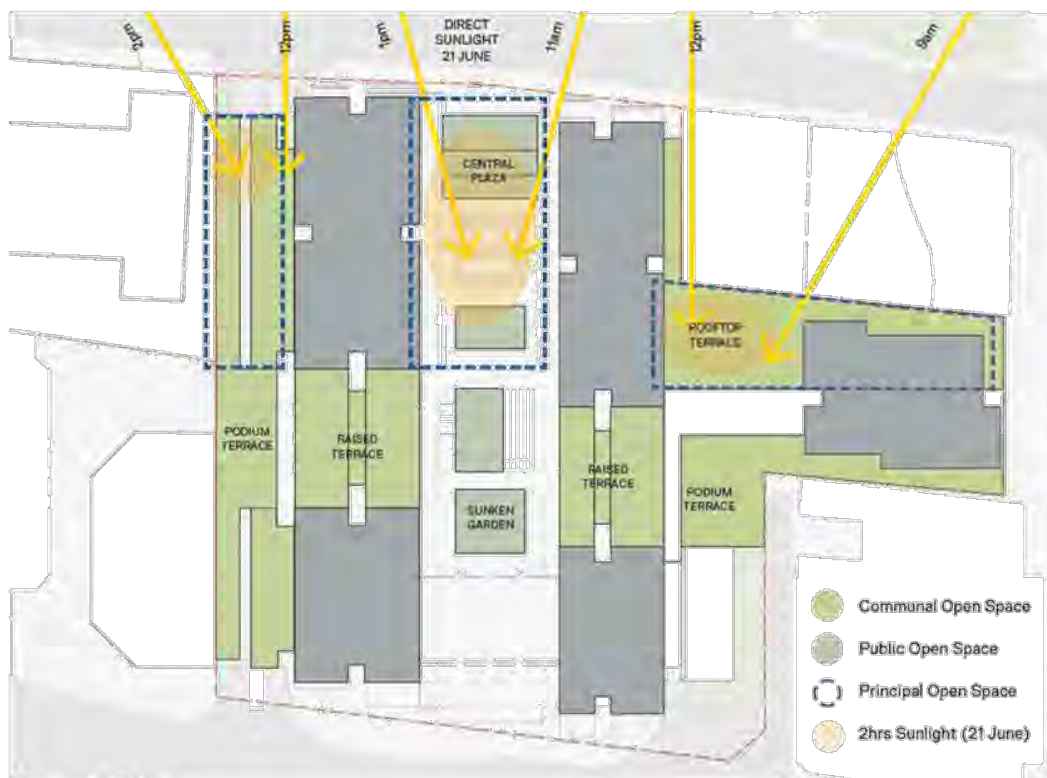 2pm
12pm
1pm
DIRECT
SUNLIGHT
21 JUNE
11am
12pm
9am
CENTRAL
PLAZA
ROOFTOP
TERRACE
PODIUM
TERRACE
RAISED
TERRACE
RAISED
TERRACE
PODIUM
TERRACE
SUNKEN
GARDEN
Communal Open Space
Public Open Space
Principal Open Space
2hrs Sunlight (21 June)